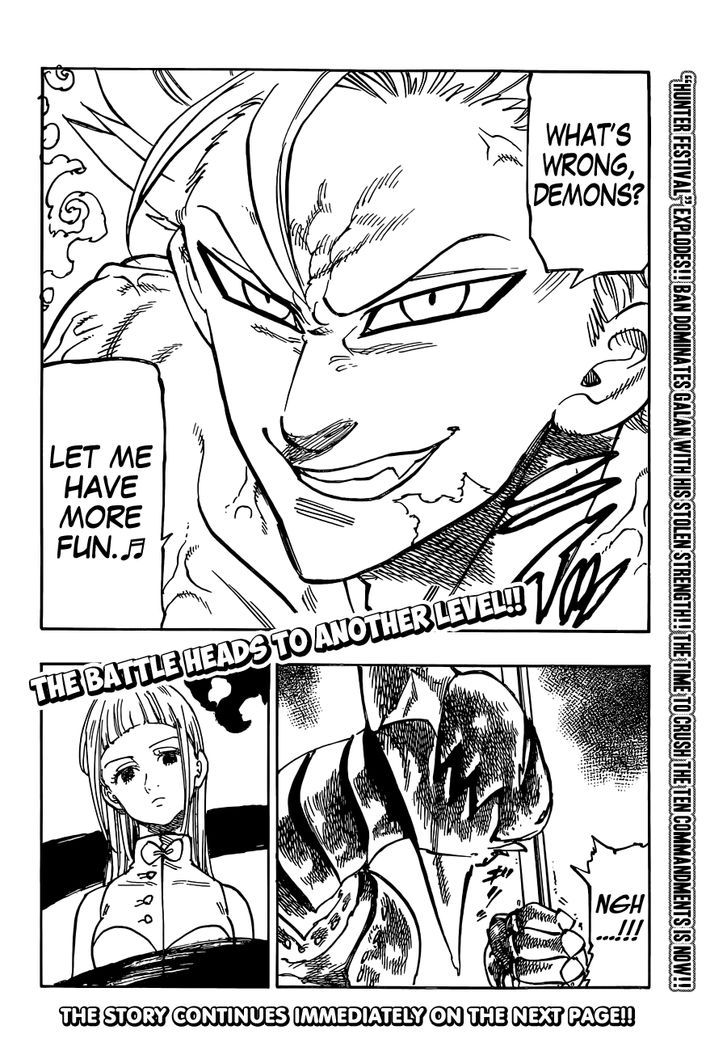 "HUNTER FESTIVAL" EXPLODES!! BAN DOMINATES GALAN WITH HIS STOLEN STRENGTH!! THE TIME TO CRUSH THE TEN COMMANDMENTS IS NOW!!
WHAT'S
WRONG,
DEMONS?
LET ME
HAVE
MORE
FUN.♫
THE BATTLE HEADS TO ANOTHER LEVEL!!
NGH
...!!!
THE STORY CONTINUES IMMEDIATELY ON THE NEXT PAGE!!